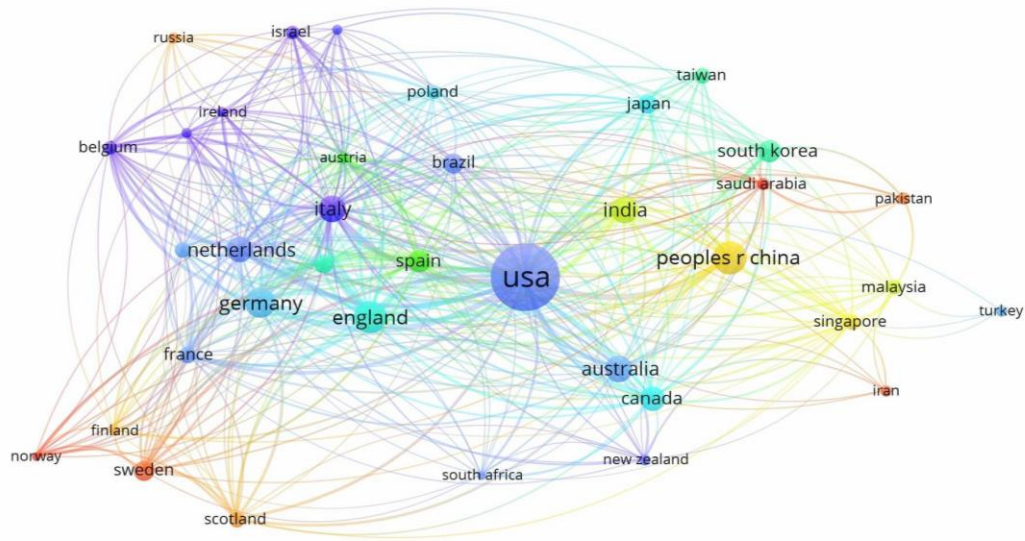 israel
russia
taiwan
poland
japan
ireland
belgium
south korea
austria
brazil
saudi arabia
pakistan
italy
india
netherlands
spain
peoples r china
usa
malaysia
germany
turkey
england
singapore
france
australia
iran
canada
finland
norway
new zealand
sweden
south africa
scotland